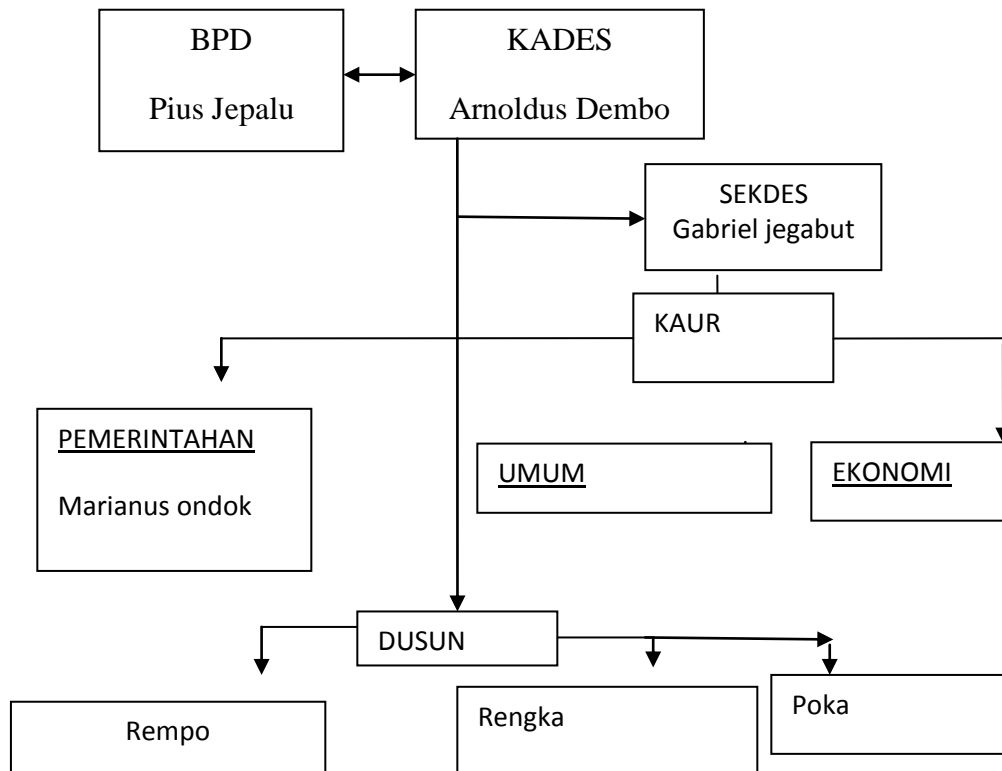 BPD
Pius Jepalu
KADES
Arnoldus Dembo
SEKDES
Gabriel jegabut
KAUR
PEMERINTAHAN
Marianus ondok
UMUM
EKONOMI
DUSUN
Rempo
Rengka
Poka